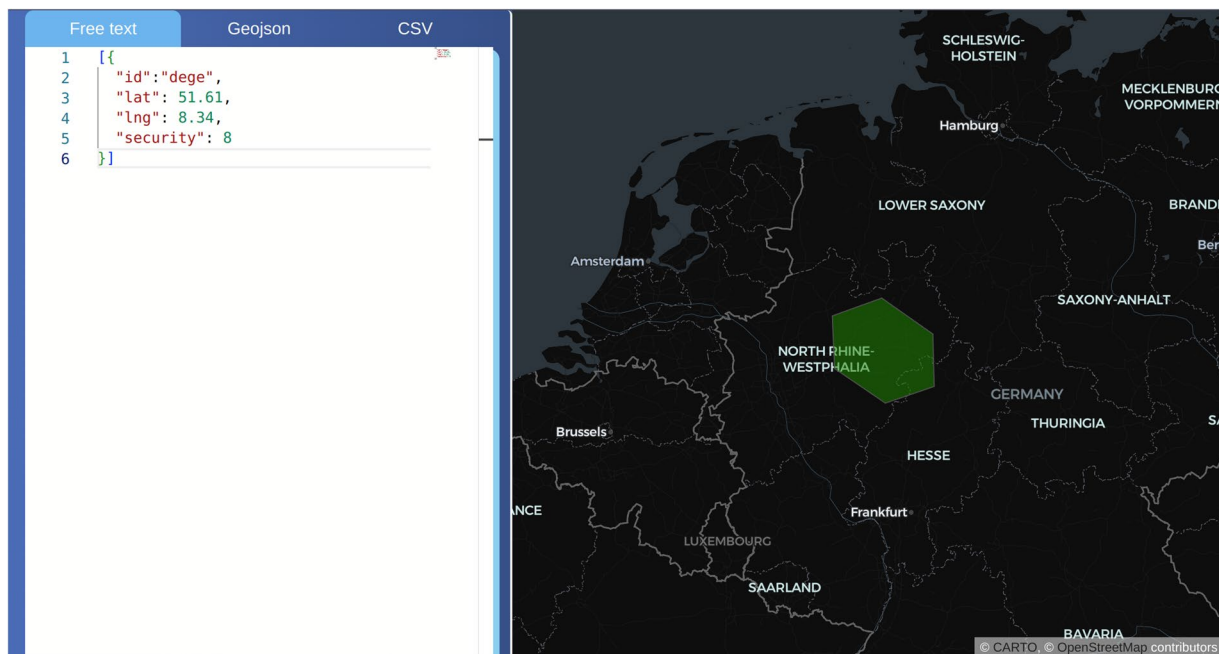 Free text
Geojson
CSV
1 [{
2 "id":"dege",
3 "lat": 51.61,
4 "lng": 8.34,
5 "security": 8
6 }]
SCHLESWIG-
HOLSTEIN
MECKLENBURG
VORPOMMERN
Hamburg
LOWER SAXONY
BRAND
Ber
Amsterdam
SAXONY-ANHALT
NORTH RHINE-
WESTPHALIA
GERMANY
THURINGIA
SA
Brussels
HESSE
ANCE
Frankfurt
LUXEMBOURG
SAARLAND
BAVARIA
© CARTO, © OpenStreetMap contributors